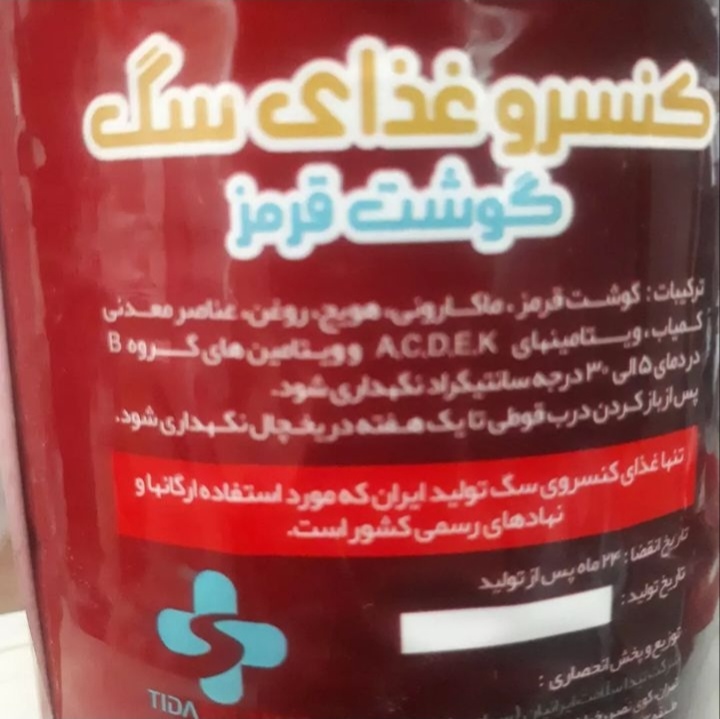 کنسرو غذای سگ
گوشت قرمز
ترکیبات: گوشت قرمز، ماکارونی، هویج، روغن، عناصر معدنی
کمیاب، ویتامینهای A,C,D,E,K و ویتامین های گروه B
در دمای ۵ الی ۳۰ درجه سانتیگراد نگهداری شود.
پس از باز کردن درب قوطی تا یک هفته در یخچال نگهداری شود.
تنها غذای کنسروی سگ تولید ایران که مورد استفاده ارگانها و
نهادهای رسمی کشور است.
تاریخ انقضا: ۲۴ ماه پس از تولید
تاریخ تولید:
توزیع و پخش انحصاری:
TIDA